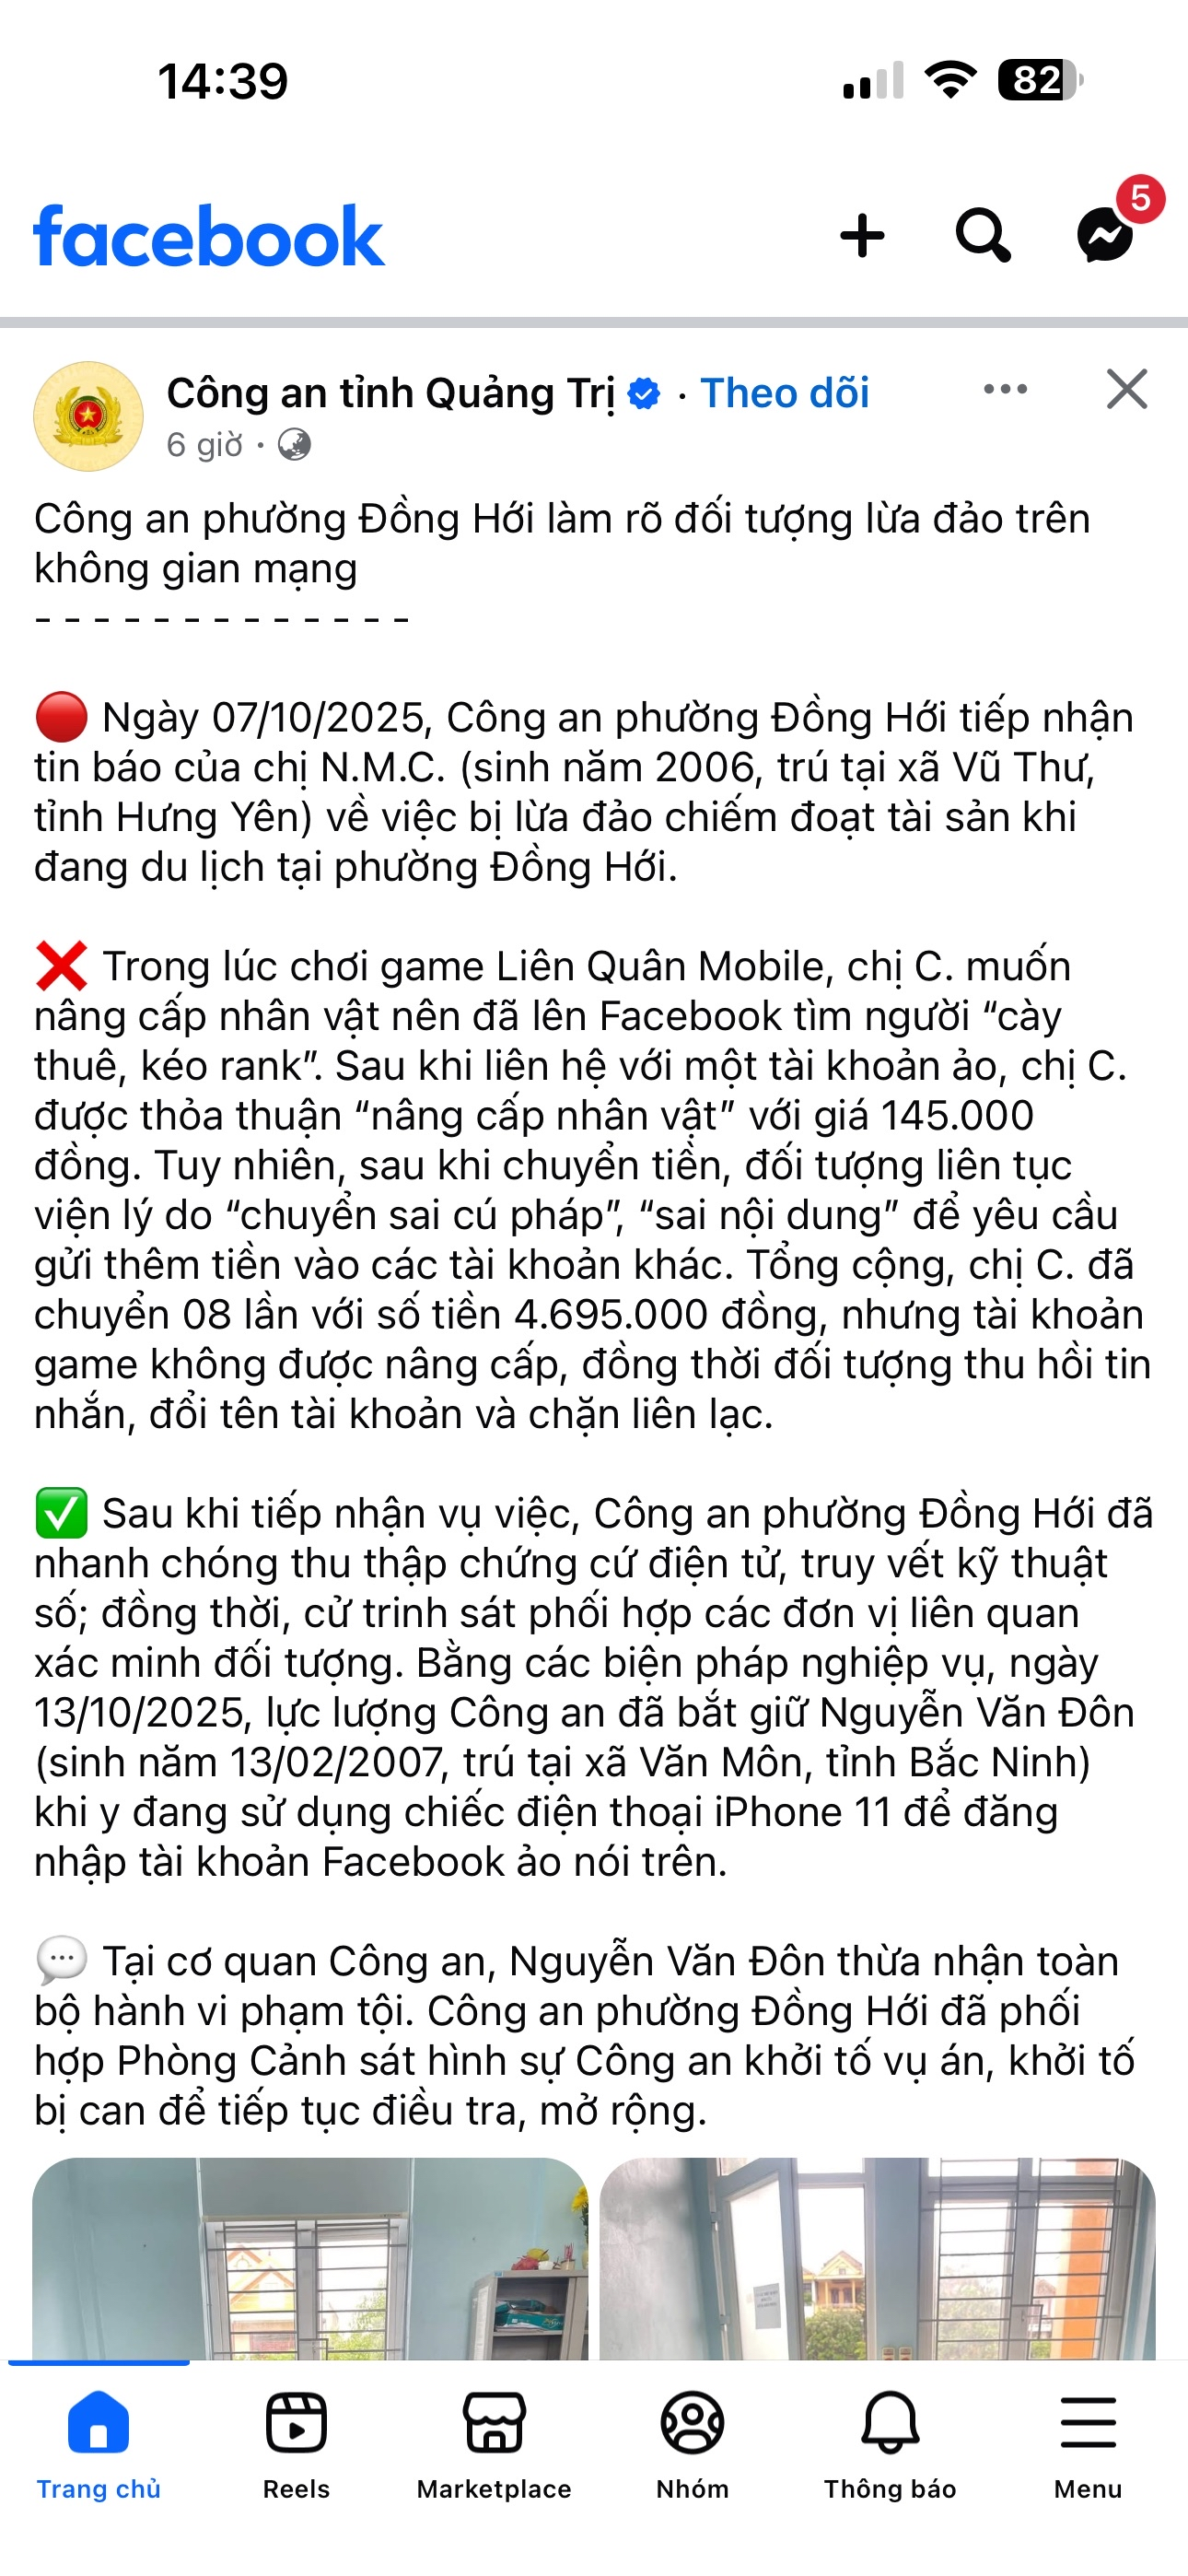 14:39
82
facebook
5
Công an tỉnh Quảng Trị · Theo dõi
6 giờ ·
Công an phường Đồng Hới làm rõ đối tượng lừa đảo trên
không gian mạng
- - - - - - - - - - - - -
🔴 Ngày 07/10/2025, Công an phường Đồng Hới tiếp nhận
tin báo của chị N.M.C. (sinh năm 2006, trú tại xã Vũ Thư,
tỉnh Hưng Yên) về việc bị lừa đảo chiếm đoạt tài sản khi
đang du lịch tại phường Đồng Hới.
❌ Trong lúc chơi game Liên Quân Mobile, chị C. muốn
nâng cấp nhân vật nên đã lên Facebook tìm người “cày
thuê, kéo rank”. Sau khi liên hệ với một tài khoản ảo, chị C.
được thỏa thuận “nâng cấp nhân vật” với giá 145.000
đồng. Tuy nhiên, sau khi chuyển tiền, đối tượng liên tục
viện lý do “chuyển sai cú pháp”, “sai nội dung” để yêu cầu
gửi thêm tiền vào các tài khoản khác. Tổng cộng, chị C. đã
chuyển 08 lần với số tiền 4.695.000 đồng, nhưng tài khoản
game không được nâng cấp, đồng thời đối tượng thu hồi tin
nhắn, đổi tên tài khoản và chặn liên lạc.
✅ Sau khi tiếp nhận vụ việc, Công an phường Đồng Hới đã
nhanh chóng thu thập chứng cứ điện tử, truy vết kỹ thuật
số; đồng thời, cử trinh sát phối hợp các đơn vị liên quan
xác minh đối tượng. Bằng các biện pháp nghiệp vụ, ngày
13/10/2025, lực lượng Công an đã bắt giữ Nguyễn Văn Đôn
(sinh năm 13/02/2007, trú tại xã Văn Môn, tỉnh Bắc Ninh)
khi y đang sử dụng chiếc điện thoại iPhone 11 để đăng
nhập tài khoản Facebook ảo nói trên.
💬 Tại cơ quan Công an, Nguyễn Văn Đôn thừa nhận toàn
bộ hành vi phạm tội. Công an phường Đồng Hới đã phối
hợp Phòng Cảnh sát hình sự Công an khởi tố vụ án, khởi tố
bị can để tiếp tục điều tra, mở rộng.
Trang chủ
Reels
Marketplace
Nhóm
Thông báo
Menu